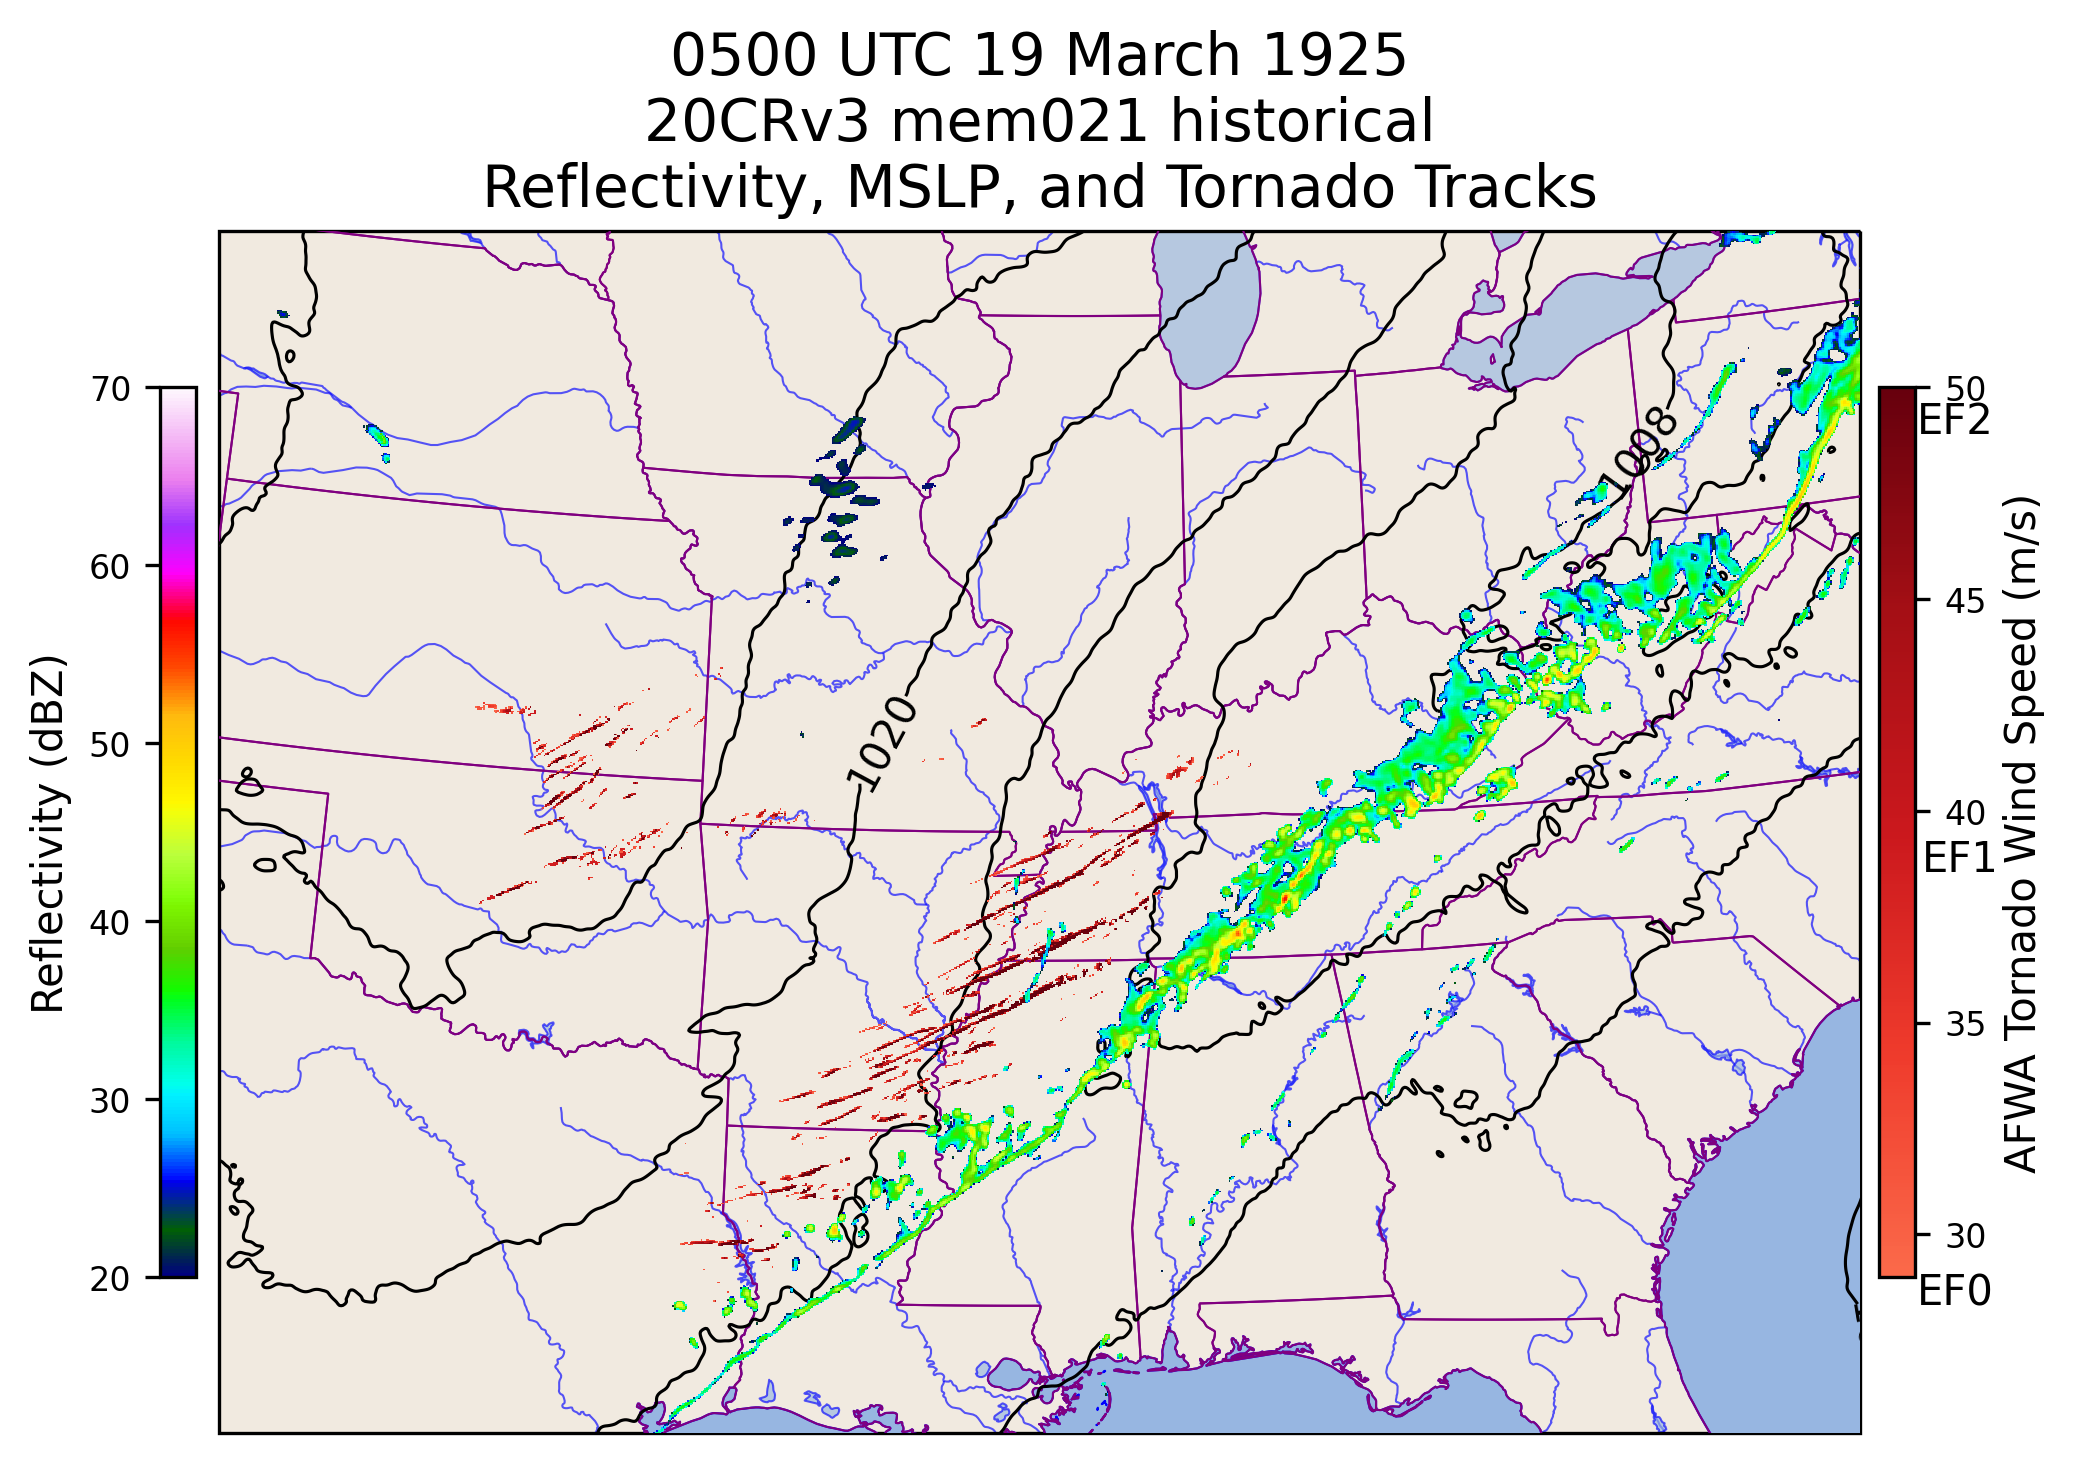 0500 UTC 19 March 1925
20CRv3 mem021 historical
Reflectivity, MSLP, and Tornado Tracks
Reflectivity (dBZ)
70
60
50
40
30
20
1020
1008
50
EF2
45
40
EF1
35
30
EF0
AFWA Tornado Wind Speed (m/s)